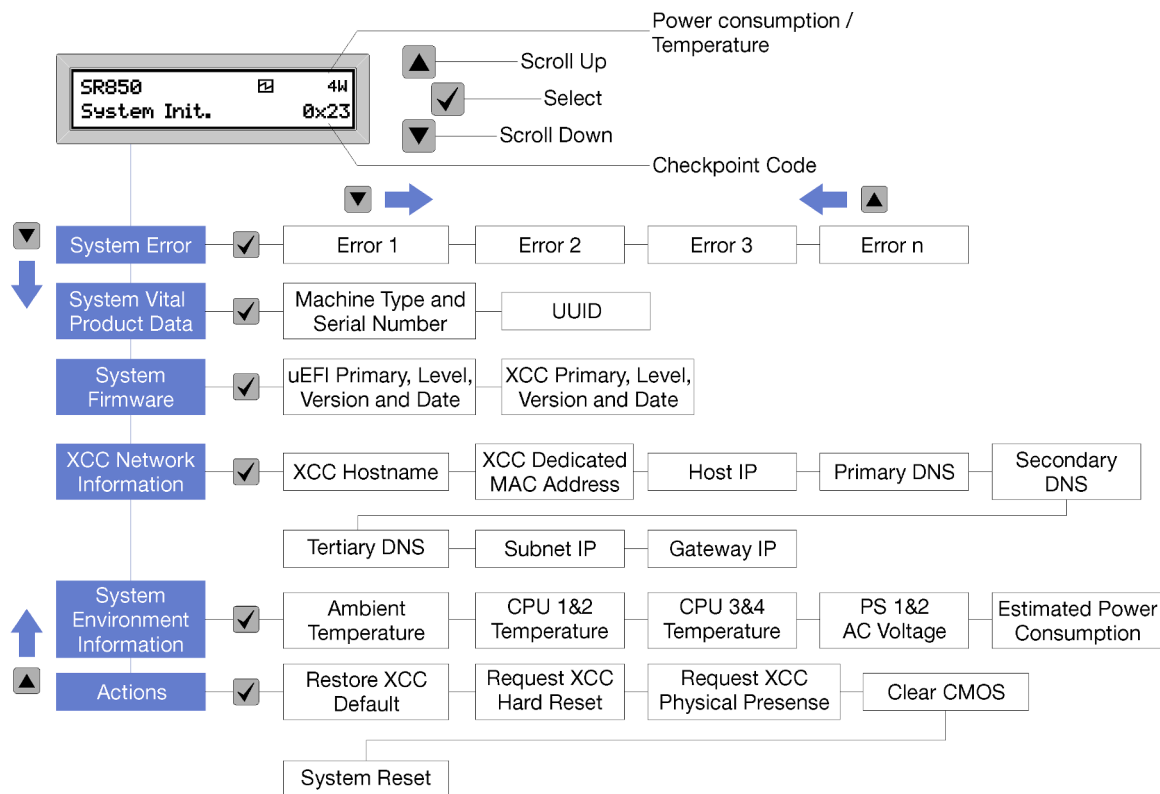 Power consumption /
Temperature
SR850 4W
System Init. 0x23
Scroll Up
Select
Scroll Down
Checkpoint Code
System Error
Error 1
Error 2
Error 3
Error n
System Vital
Product Data
Machine Type and
Serial Number
UUID
System
Firmware
uEFI Primary, Level,
Version and Date
XCC Primary, Level,
Version and Date
XCC Network
Information
XCC Hostname
XCC Dedicated
MAC Address
Host IP
Primary DNS
Secondary
DNS
Tertiary DNS
Subnet IP
Gateway IP
System
Environment
Information
Ambient
Temperature
CPU 1&2
Temperature
CPU 3&4
Temperature
PS 1&2
AC Voltage
Estimated Power
Consumption
Actions
Restore XCC
Default
Request XCC
Hard Reset
Request XCC
Physical Presense
Clear CMOS
System Reset